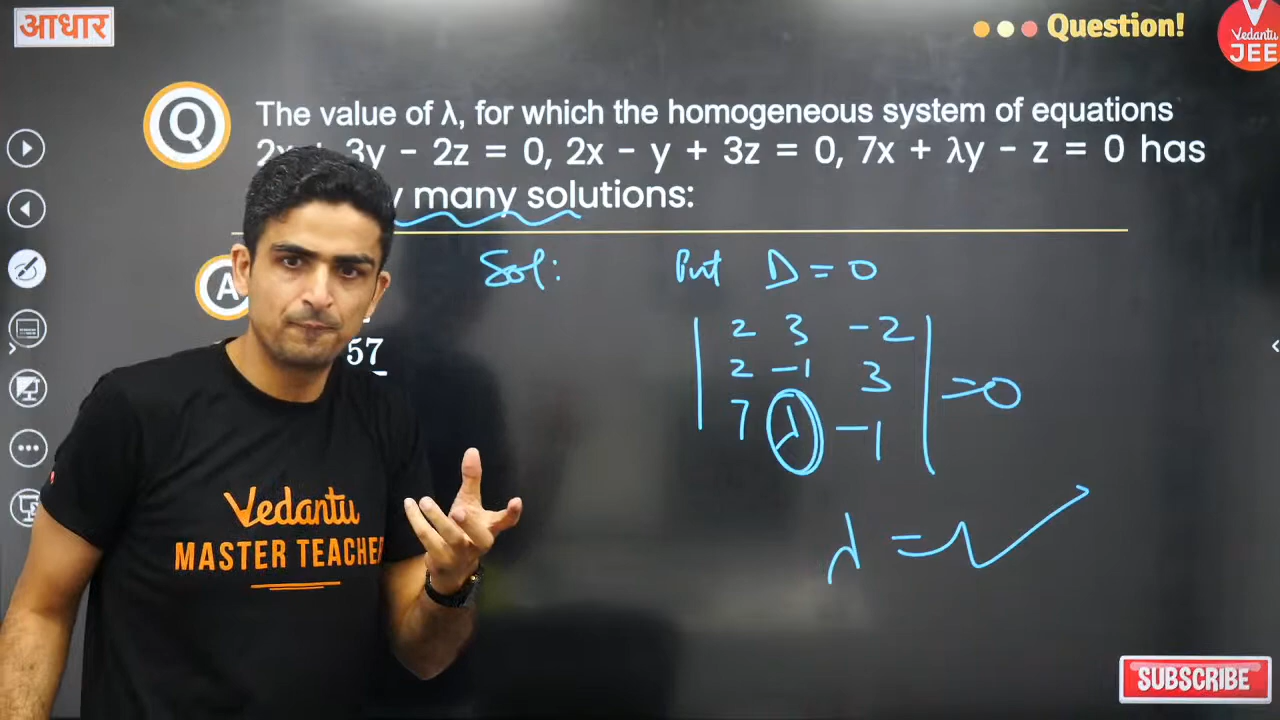 आधार
Question!
Vedantu
JEE
Q
The value of λ, for which the homogeneous system of equations
2x + 3y - 2z = 0, 2x - y + 3z = 0, 7x + λy - z = 0 has
many solutions:
Sol: Put D = 0
A
57
2 3 -2
2 -1 3 =0
7 λ -1
λ =
Vedantu
MASTER TEACHER
SUBSCRIBE